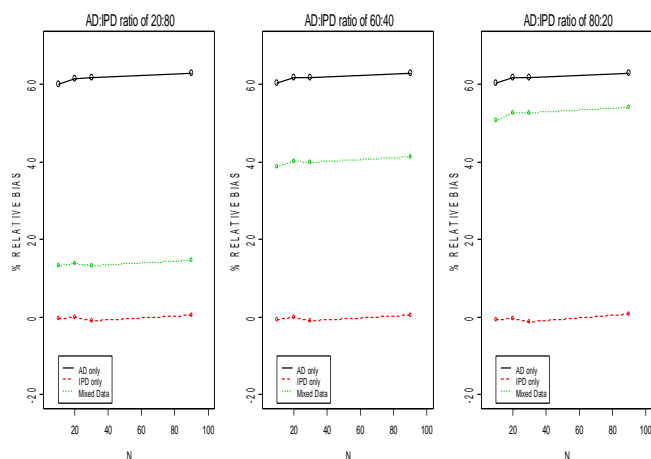 AD:IPD ratio of 20:80
% RELATIVE BIAS
60
40
20
0
-20
AD only
IPD only
Mixed Data
0 20 40 60 80 100
N
AD:IPD ratio of 60:40
% RELATIVE BIAS
60
40
20
0
-20
AD only
IPD only
Mixed Data
0 20 40 60 80 100
N
AD:IPD ratio of 80:20
% RELATIVE BIAS
60
40
20
0
-20
AD only
IPD only
Mixed Data
0 20 40 60 80 100
N